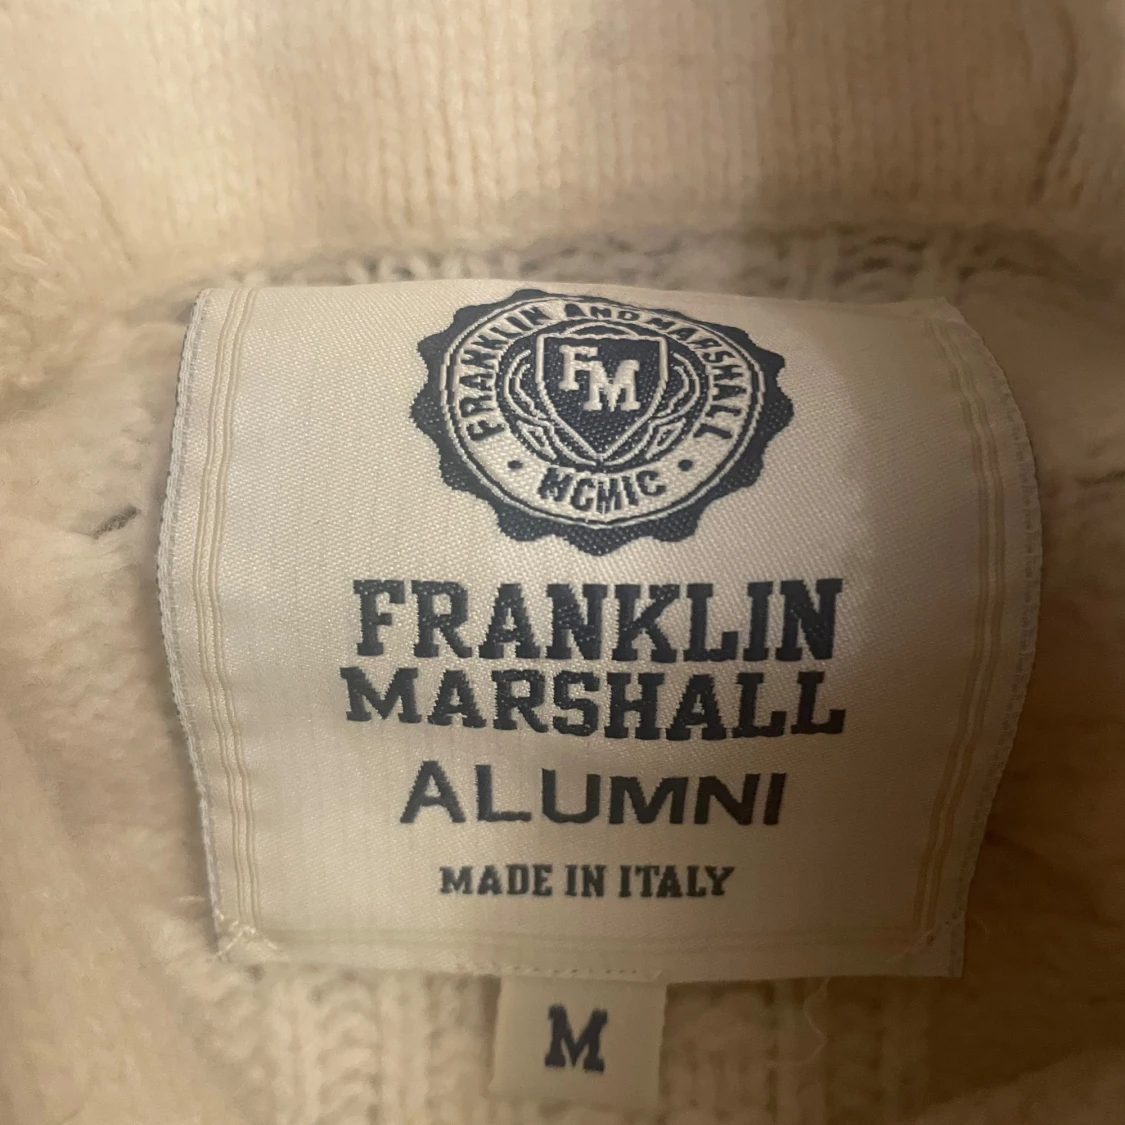 FRANKLIN AND MARSHALL
FM
MCMIC
FRANKLIN
MARSHALL
ALUMNI
MADE IN ITALY
M